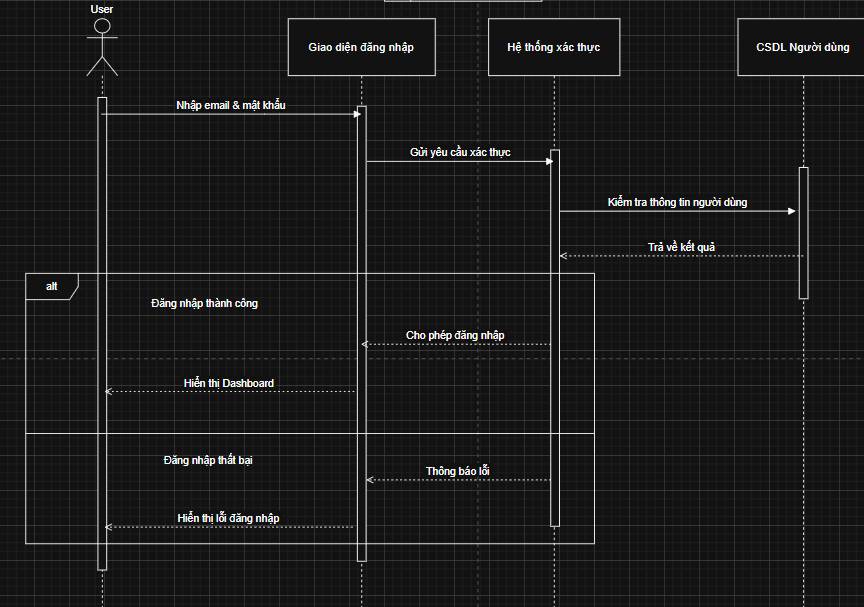 User
Giao diện đăng nhập
Hệ thống xác thực
CSDL Người dùng
Nhập email & mật khẩu
Gửi yêu cầu xác thực
Kiểm tra thông tin người dùng
Trả về kết quả
alt
Đăng nhập thành công
Cho phép đăng nhập
Hiển thị Dashboard
Đăng nhập thất bại
Thông báo lỗi
Hiển thị lỗi đăng nhập